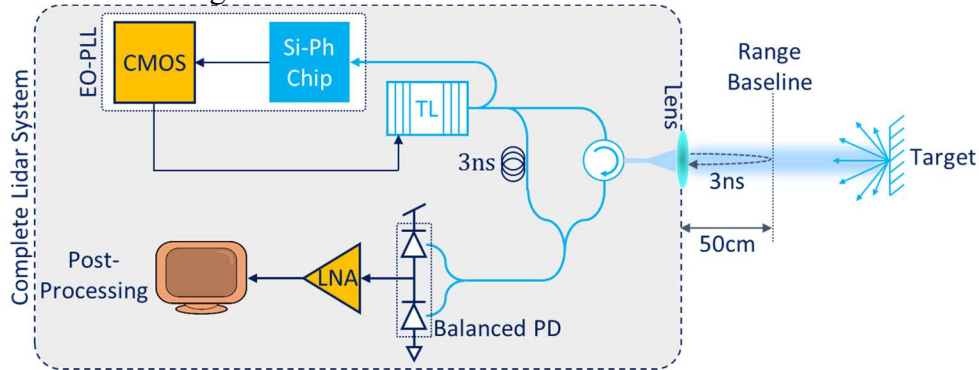 EO-PLL
CMOS
Si-Ph
Chip
TL
3ns
Lens
Range
Baseline
3ns
50cm
Target
Complete Lidar System
Post-
Processing
LNA
Balanced PD